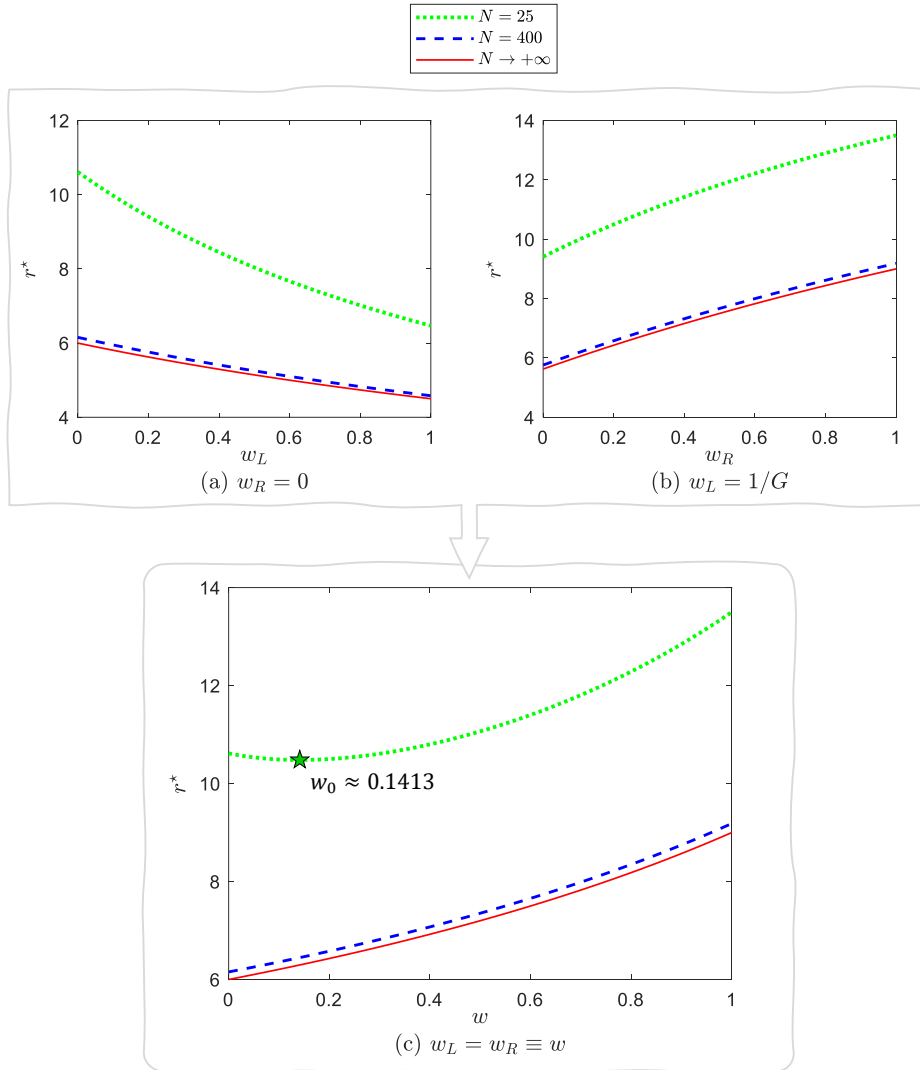 N = 25
N = 400
N → +∞
12
10
8
6
4
r⋆
0 0.2 0.4 0.6 0.8 1
w_L
(a) w_R = 0
14
12
10
8
6
4
r⋆
0 0.2 0.4 0.6 0.8 1
w_R
(b) w_L = 1/G
14
12
10
8
6
r⋆
w₀ ≈ 0.1413
0 0.2 0.4 0.6 0.8 1
w
(c) w_L = w_R ≡ w